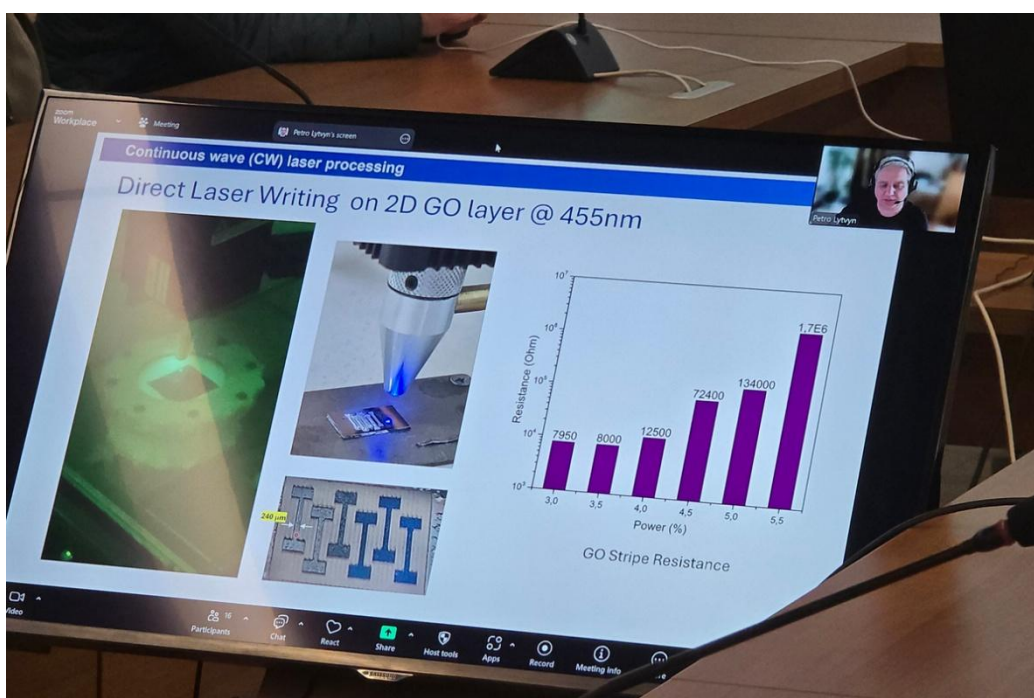 zoom
Workplace
Meeting
Petro Lytvyn's screen
Continuous wave (CW) laser processing
Direct Laser Writing on 2D GO layer @ 455nm
Petro Lytvyn
240 µm
10⁷
10⁶
10⁵
10⁴
10³
Resistance (Ohm)
7950
8000
12500
72400
134000
1,7E6
3,0
3,5
4,0
4,5
5,0
5,5
Power (%)
GO Stripe Resistance
Video
16
Participants
Chat
React
Share
Host tools
Apps
Record
Meeting info